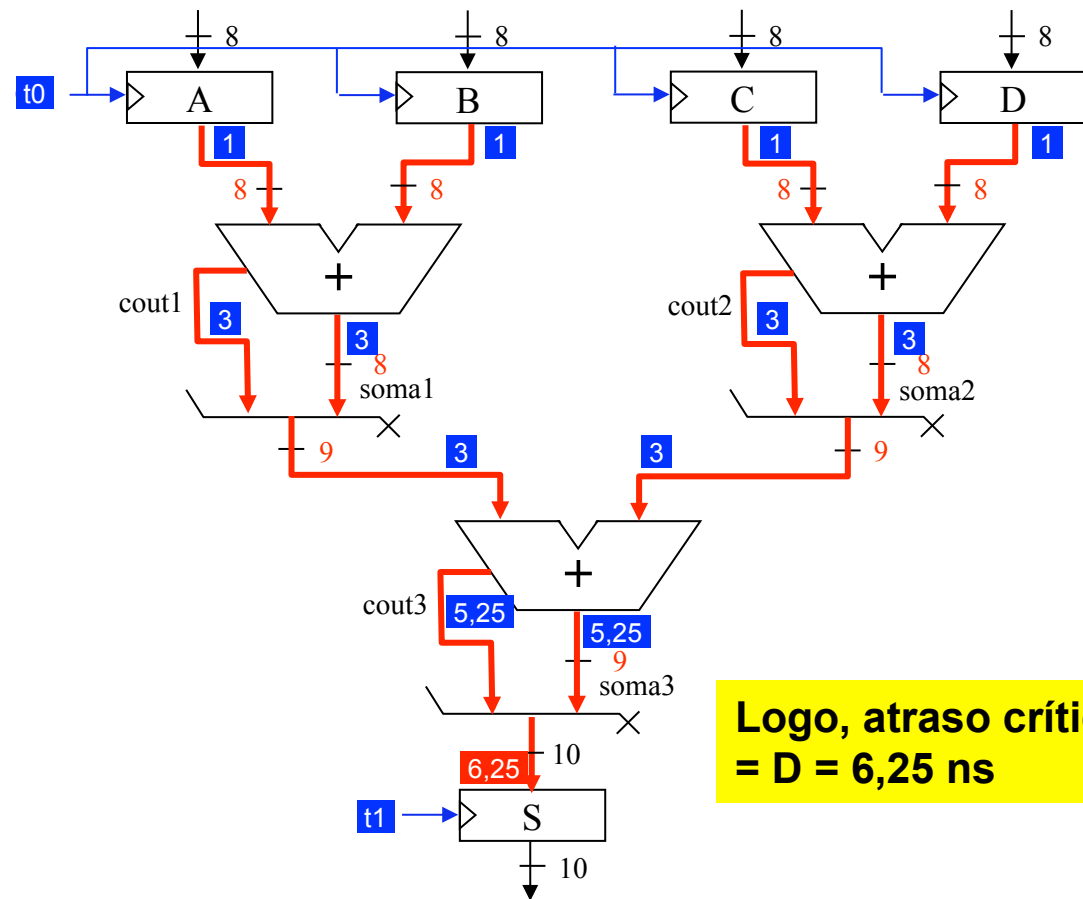 8 8 8 8
t0 A B C D
1 1 1 1
8 8 8 8
+ +
cout1 cout2
3 3 3 3
8 8
soma1 soma2
9 3 3 9
+
cout3
5,25 5,25
9
soma3
Logo, atraso críti
= D = 6,25 ns
10
6,25
t1 S
10